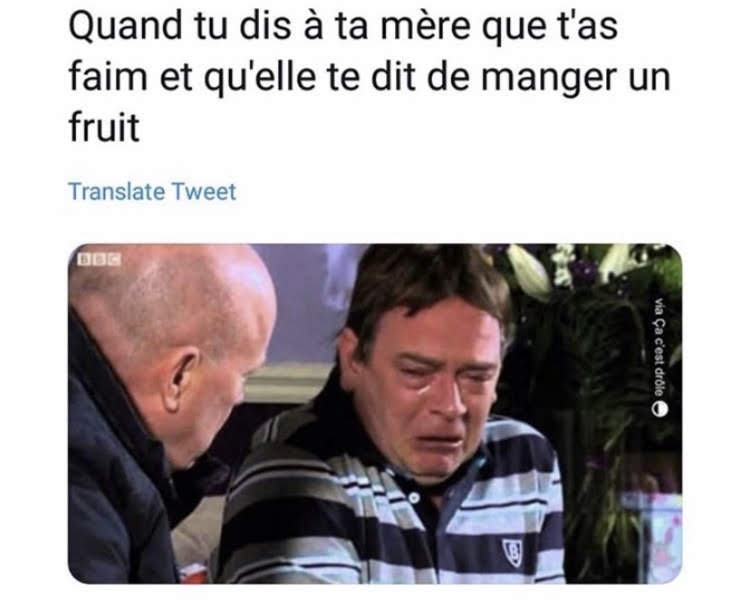 Quand tu dis à ta mère que t'as
faim et qu'elle te dit de manger un
fruit
Translate Tweet
BBC
via Ça c'est drôle
B